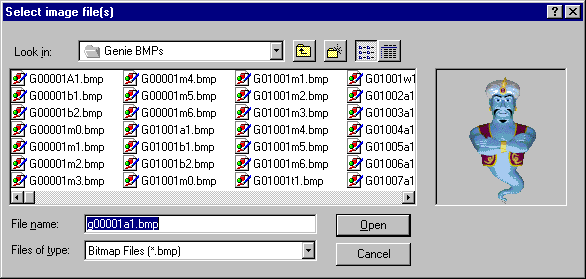 Select image file(s)
Look in: Genie BMPs
G00001A1.bmp G00001m4.bmp G01001m1.bmp G01001w1
G00001b1.bmp G00001m5.bmp G01001m2.bmp G01002a1
G00001b2.bmp G00001m6.bmp G01001m3.bmp G01003a1
G00001m0.bmp G01001a1.bmp G01001m4.bmp G01004a1
G00001m1.bmp G01001b1.bmp G01001m5.bmp G01005a1
G00001m2.bmp G01001b2.bmp G01001m6.bmp G01006a1
G00001m3.bmp G01001m0.bmp G01001t1.bmp G01007a1
File name: g00001a1.bmp Open
Files of type: Bitmap Files (*.bmp) Cancel